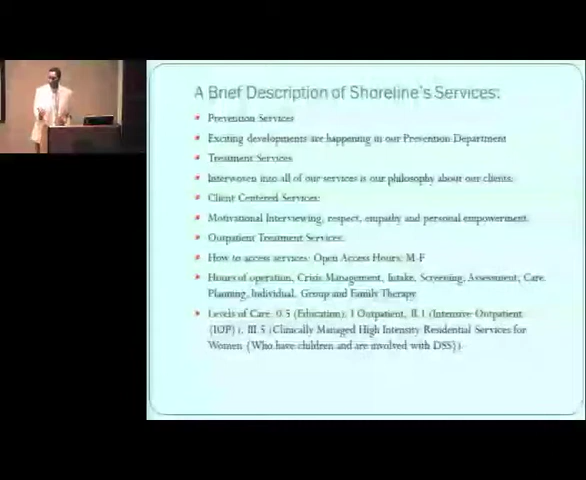 A Brief Description of Shoreline's Services:
Prevention Services
Exciting developments are happening in our Prevention Department
Treatment Services
Interwoven into all of our services is our philosophy about our clients:
Client Centered Services:
Motivational Interviewing, respect, empathy and personal empowerment.
Outpatient Treatment Services:
How to access services: Open Access Hours: M-F
Hours of operation, Crisis Management, Intake, Screening, Assessment, Care
Planning, Individual, Group and Family Therapy
Levels of Care: 0.5 (Education), I Outpatient, II.1 (Intensive Outpatient
(IOP)), III.5 (Clinically Managed High Intensity Residential Services for
Women (Who have children and are involved with DSS))